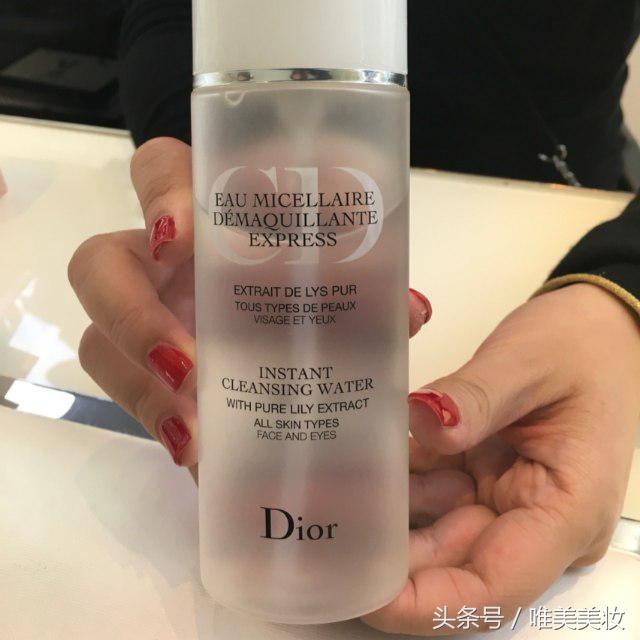 CD
EAU MICELLAIRE
DÉMAQUILLANTE
EXPRESS
EXTRAIT DE LYS PUR
TOUS TYPES DE PEAUX
VISAGE ET YEUX
INSTANT
CLEANSING WATER
WITH PURE LILY EXTRACT
ALL SKIN TYPES
FACE AND EYES
Dior
头条号 / 唯美美妆